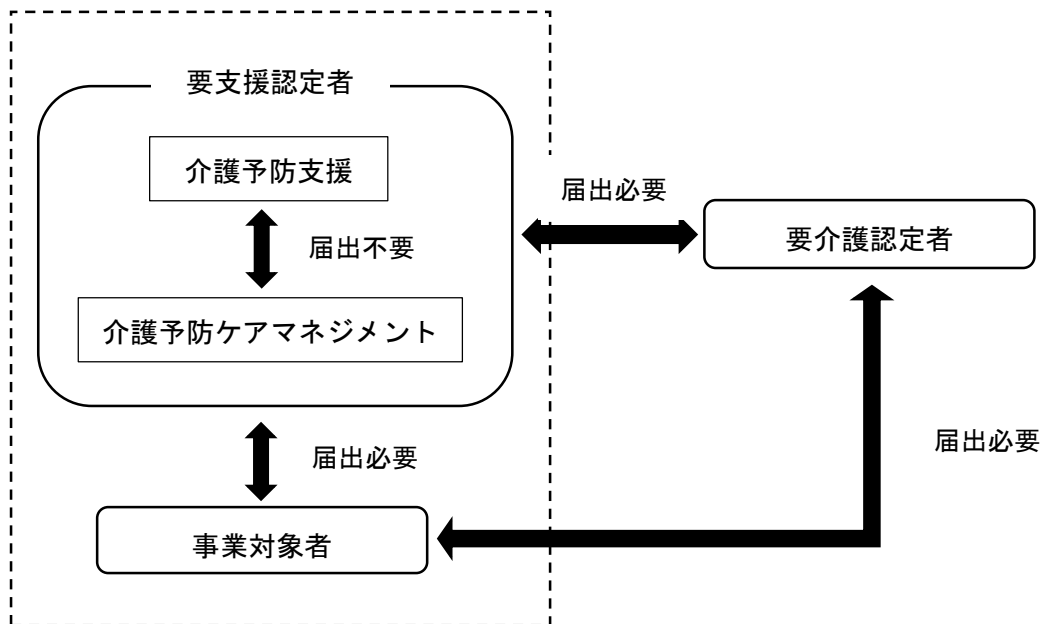 要支援認定者
介護予防支援
届出不要
介護予防ケアマネジメント
届出必要
要介護認定者
届出必要
事業対象者
届出必要